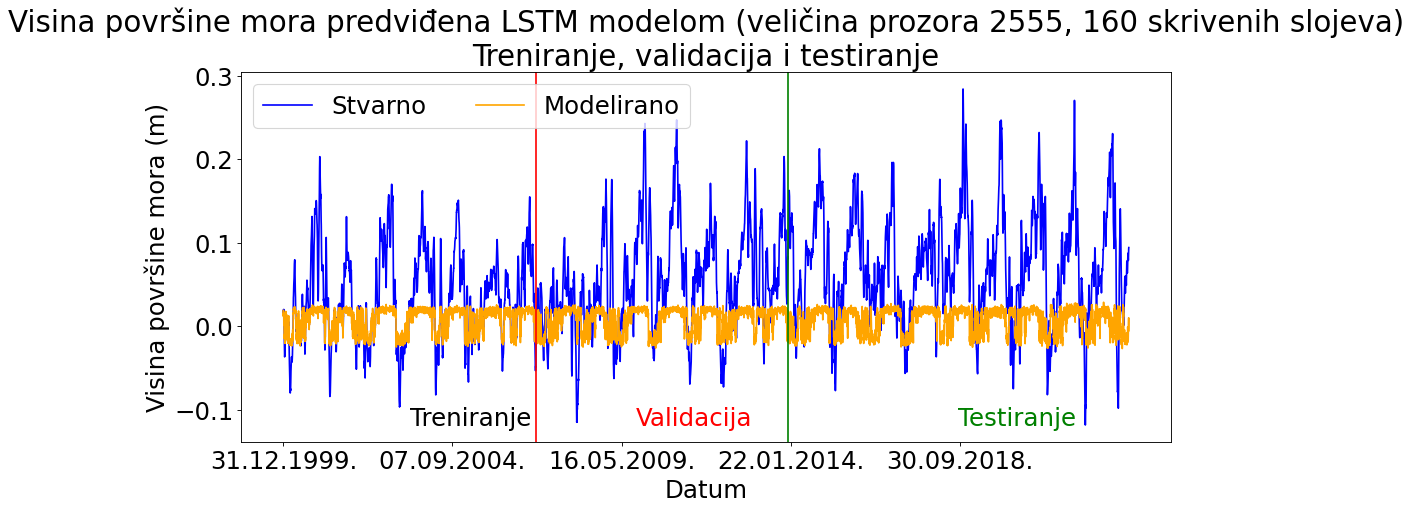 Visina površine mora predviđena LSTM modelom (veličina prozora 2555, 160 skrivenih slojeva)
Treniranje, validacija i testiranje
Stvarno
Modelirano
Visina površine mora (m)
0.3
0.2
0.1
0.0
−0.1
Treniranje
Validacija
Testiranje
31.12.1999.
07.09.2004.
16.05.2009.
22.01.2014.
30.09.2018.
Datum